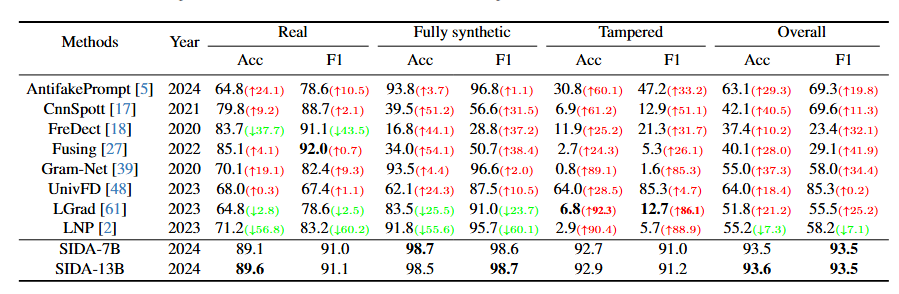 Methods Year Real Fully synthetic Tampered Overall
Acc F1 Acc F1 Acc F1 Acc F1
AntifakePrompt [5] 2024 64.8(↑24.1) 78.6(↑10.5) 93.8(↑3.7) 96.8(↑1.1) 30.8(↑60.1) 47.2(↑33.2) 63.1(↑29.3) 69.3(↑19.8)
CnnSpott [17] 2021 79.8(↑9.2) 88.7(↑2.1) 39.5(↑51.2) 56.6(↑31.5) 6.9(↑61.2) 12.9(↑51.1) 42.1(↑40.5) 69.6(↑11.3)
FreDect [18] 2020 83.7(↓37.7) 91.1(↓43.5) 16.8(↑44.1) 28.8(↑37.2) 11.9(↑25.2) 21.3(↑31.7) 37.4(↑10.2) 23.4(↑32.1)
Fusing [27] 2022 85.1(↑4.1) 92.0(↑0.7) 34.0(↑54.1) 50.7(↑38.4) 2.7(↑24.3) 5.3(↑26.1) 40.1(↑28.0) 29.1(↑41.9)
Gram-Net [39] 2020 70.1(↑19.1) 82.4(↑9.3) 93.5(↑4.4) 96.6(↑2.0) 0.8(↑89.1) 1.6(↑85.3) 55.0(↑37.3) 58.0(↑34.4)
UnivFD [48] 2023 68.0(↑0.3) 67.4(↑1.1) 62.1(↑24.3) 87.5(↑10.5) 64.0(↑28.5) 85.3(↑4.7) 64.0(↑18.4) 85.3(↑0.2)
LGrad [61] 2023 64.8(↓2.8) 78.6(↓2.5) 83.5(↓25.5) 91.0(↓23.7) 6.8(↑92.3) 12.7(↑86.1) 51.8(↑21.2) 55.5(↑25.2)
LNP [2] 2023 71.2(↓56.8) 83.2(↓60.2) 91.8(↓55.6) 95.7(↓60.1) 2.9(↑90.4) 5.7(↑88.9) 55.2(↓7.3) 58.2(↓7.1)
SIDA-7B 2024 89.1 91.0 98.7 98.6 92.7 91.0 93.5 93.5
SIDA-13B 2024 89.6 91.1 98.5 98.7 92.9 91.2 93.6 93.5